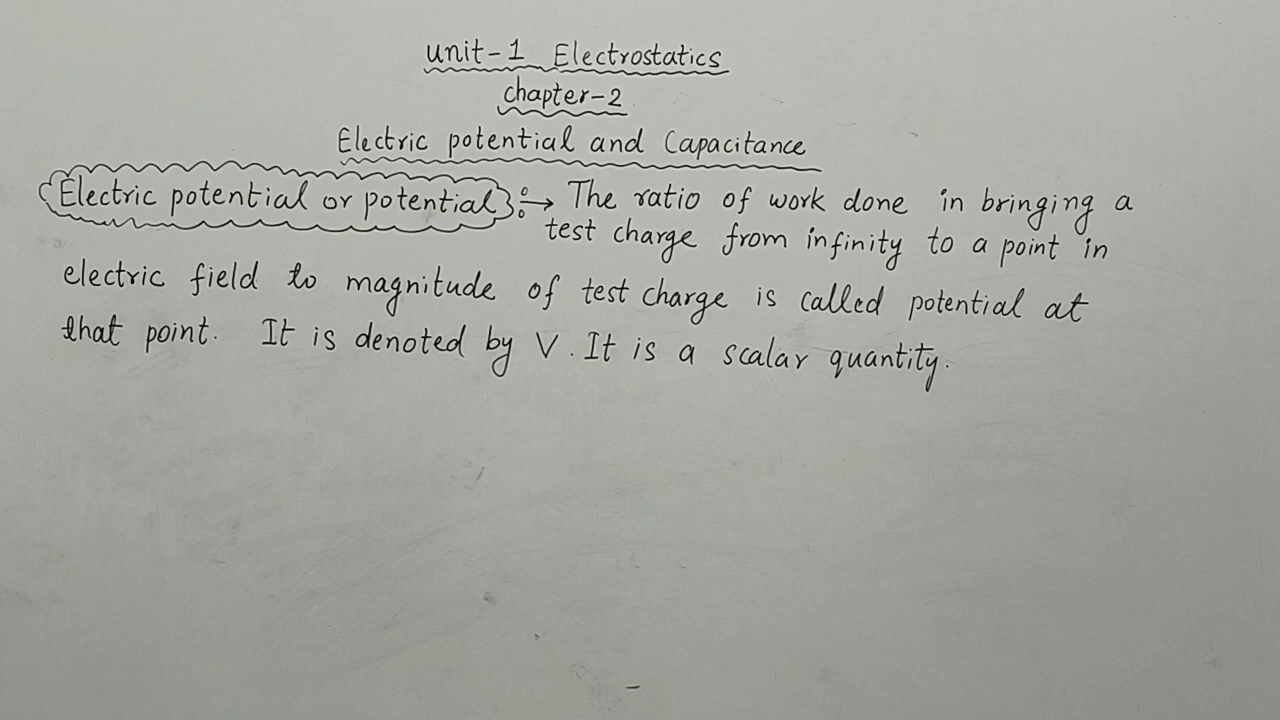 unit-1 Electrostatics
chapter-2
Electric potential and Capacitance
Electric potential or potential :→ The ratio of work done in bringing a
test charge from infinity to a point in
electric field to magnitude of test charge is called potential at
that point. It is denoted by V. It is a scalar quantity.